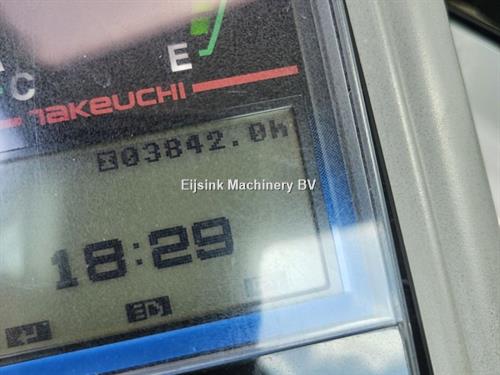 C E
TAKEUCHI
03842.0h
Eijsink Machinery BV
18:29